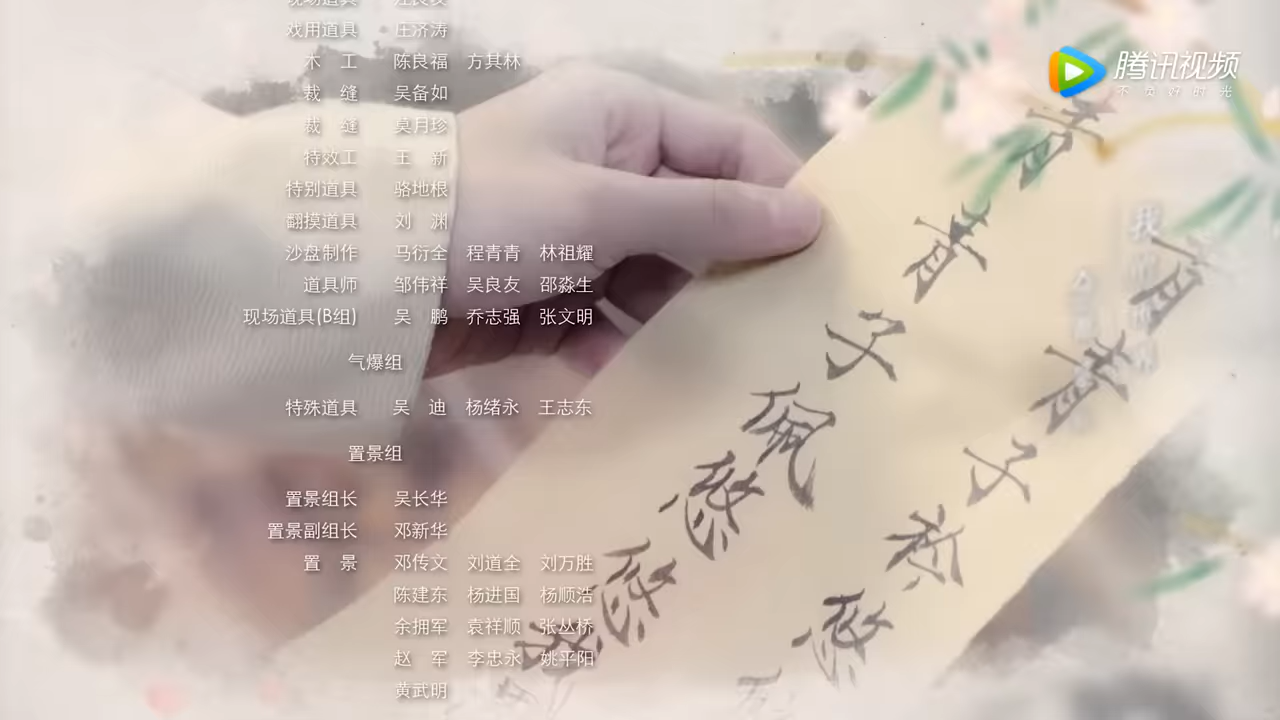 戏用道具 庄济涛
木 工 陈良福 方其林
裁 缝 吴备如
裁 缝 莫月珍
特效工 王 新
特别道具 骆地根
翻摸道具 刘 渊
沙盘制作 马衍全 程青青 林祖耀
道具师 邹伟祥 吴良友 邵淼生
现场道具(B组) 吴 鹏 乔志强 张文明
气爆组
特殊道具 吴 迪 杨绪永 王志东
置景组
置景组长 吴长华
置景副组长 邓新华
置 景 邓传文 刘道全 刘万胜
陈建东 杨进国 杨顺浩
余拥军 袁祥顺 张丛桥
赵 军 李忠永 姚平阳
黄武明
腾讯视频
不负好时光
青青子衿悠
青青子佩悠悠